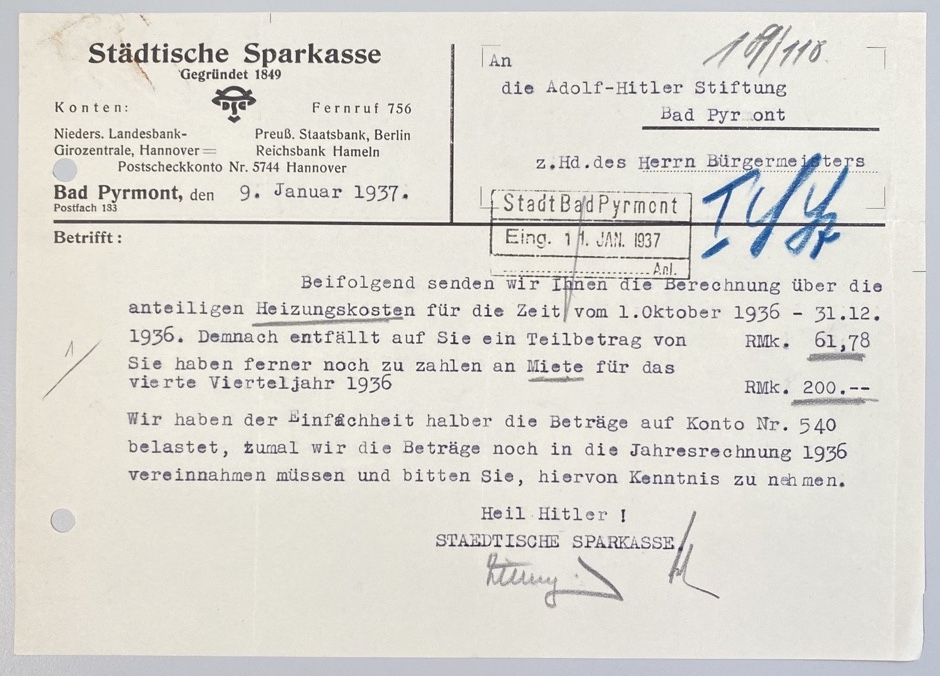 Städtische Sparkasse
Gegründet 1849
Konten: Fernruf 756
Nieders. Landesbank- Preuß. Staatsbank, Berlin
Girozentrale, Hannover Reichsbank Hameln
Postscheckkonto Nr. 5744 Hannover
Bad Pyrmont, den 9. Januar 1937.
Postfach 183
109/118
An
die Adolf-Hitler Stiftung
Bad Pyrmont
z.Hd.des Herrn Bürgermeisters
Stadt Bad Pyrmont
Eing. 11. JAN. 1937
Anl.
Betrifft:
Beifolgend senden wir Ihnen die Berechnung über die
anteiligen Heizungskosten für die Zeit vom 1.Oktober 1936 - 31.12.
1936. Demnach entfällt auf Sie ein Teilbetrag von RMk. 61,78
Sie haben ferner noch zu zahlen an Miete für das
vierte Vierteljahr 1936 RMk. 200.--
Wir haben der Einfachheit halber die Beträge auf Konto Nr. 540
belastet, zumal wir die Beträge noch in die Jahresrechnung 1936
vereinnahmen müssen und bitten Sie, hiervon Kenntnis zu nehmen.
Heil Hitler !
STAEDTISCHE SPARKASSE.